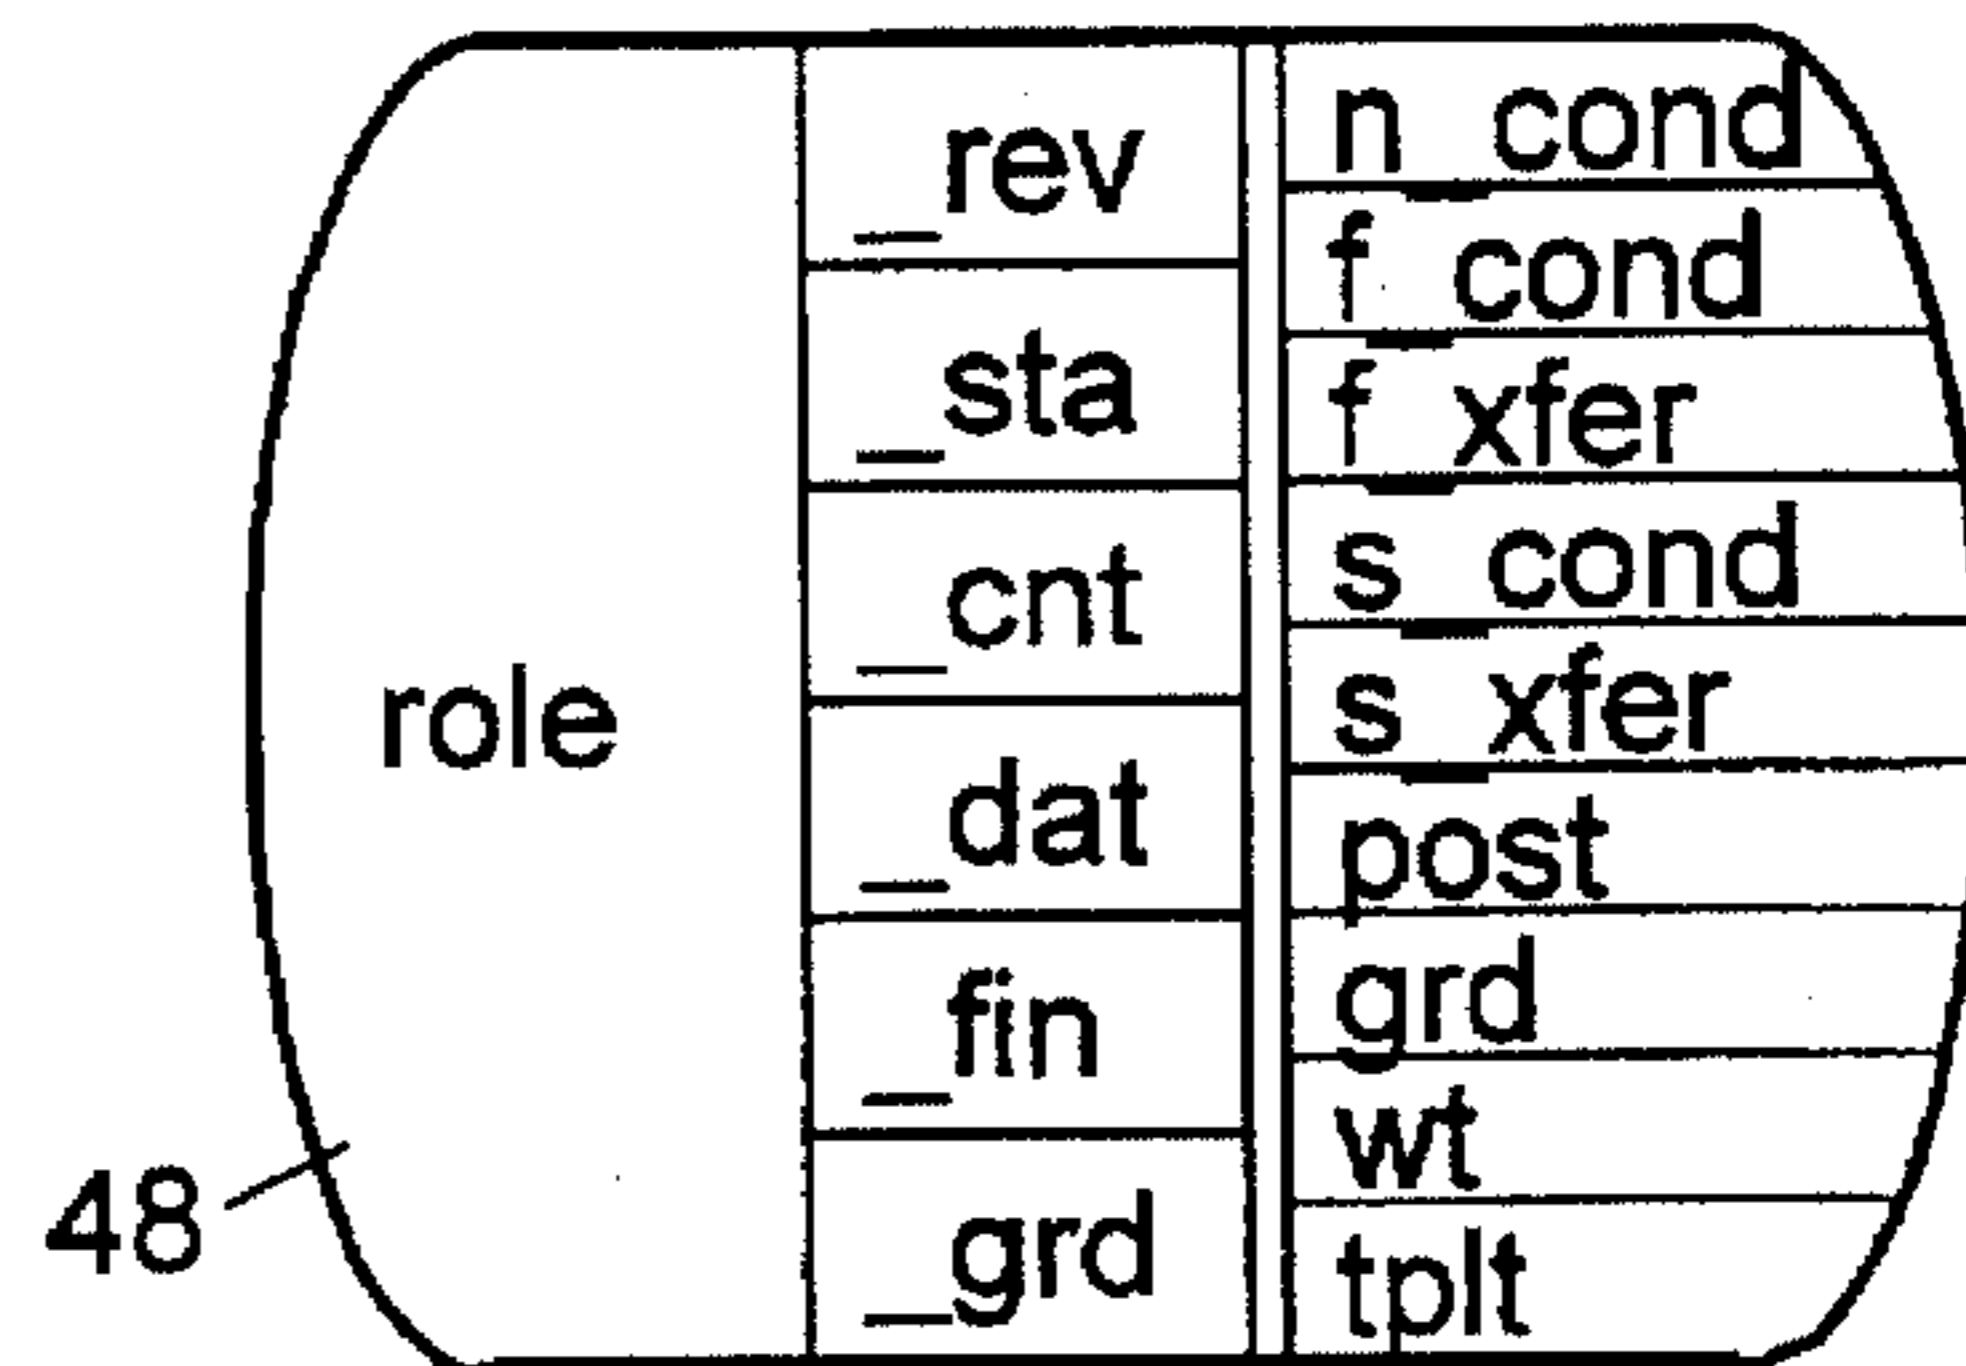 role
48
_rev
_sta
_cnt
_dat
_fin
_grd
n_cond
f_cond
f_xfer
s_cond
s_xfer
post
grd
wt
tplt